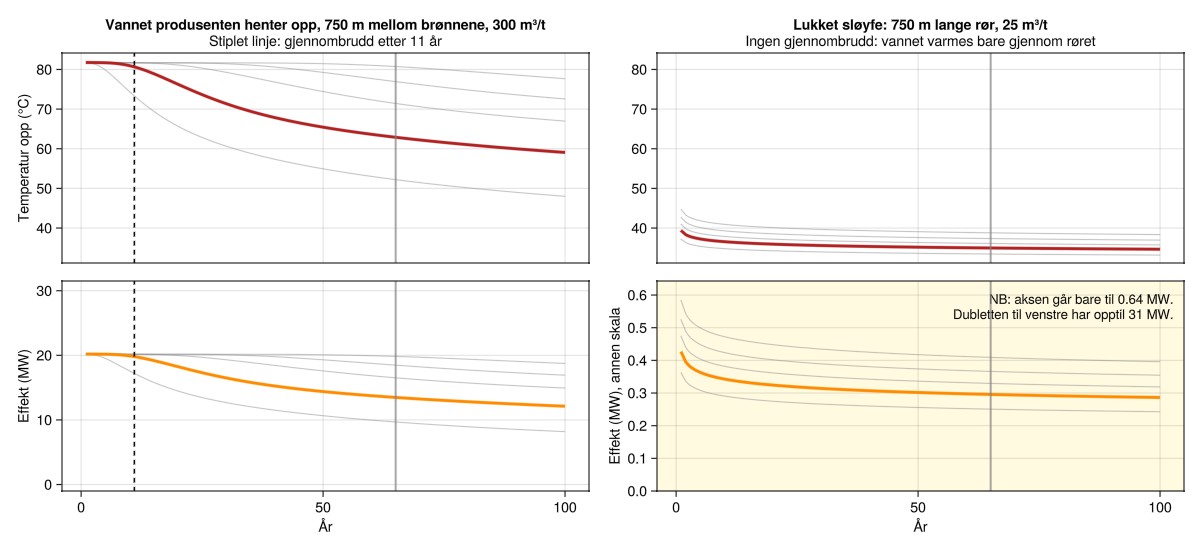 Vannet produsenten henter opp, 750 m mellom brønnene, 300 m³/t
Stiplet linje: gjennombrudd etter 11 år
Temperatur opp (°C)
80
70
60
50
40
Effekt (MW)
30
20
10
0
0
50
100
År
Lukket sløyfe: 750 m lange rør, 25 m³/t
Ingen gjennombrudd: vannet varmes bare gjennom røret
80
70
60
50
40
Effekt (MW), annen skala
NB: aksen går bare til 0.64 MW.
Dubletten til venstre har opptil 31 MW.
0.6
0.5
0.4
0.3
0.2
0.1
0.0
0
50
100
År